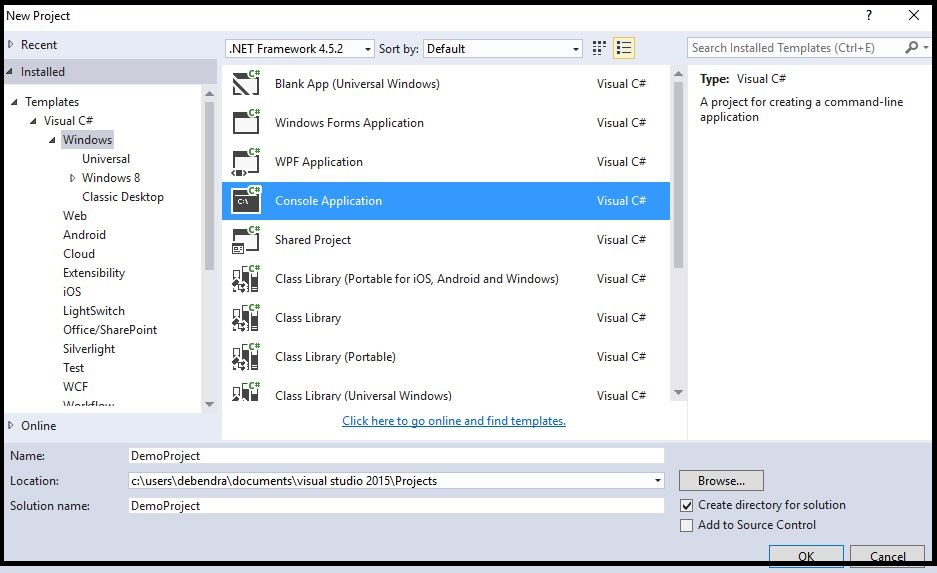 New Project ? ×
Recent
.NET Framework 4.5.2 Sort by: Default
Search Installed Templates (Ctrl+E)
Installed
Templates
Visual C#
Windows
Universal
Windows 8
Classic Desktop
Web
Android
Cloud
Extensibility
iOS
LightSwitch
Office/SharePoint
Silverlight
Test
WCF
Workflow
Online
Blank App (Universal Windows) Visual C#
Windows Forms Application Visual C#
WPF Application Visual C#
Console Application Visual C#
Shared Project Visual C#
Class Library (Portable for iOS, Android and Windows) Visual C#
Class Library Visual C#
Class Library (Portable) Visual C#
Class Library (Universal Windows) Visual C#
Click here to go online and find templates.
Type: Visual C#
A project for creating a command-line
application
Name: DemoProject
Location: c:\users\debendra\documents\visual studio 2015\Projects
Browse...
Solution name: DemoProject
Create directory for solution
Add to Source Control
OK Cancel